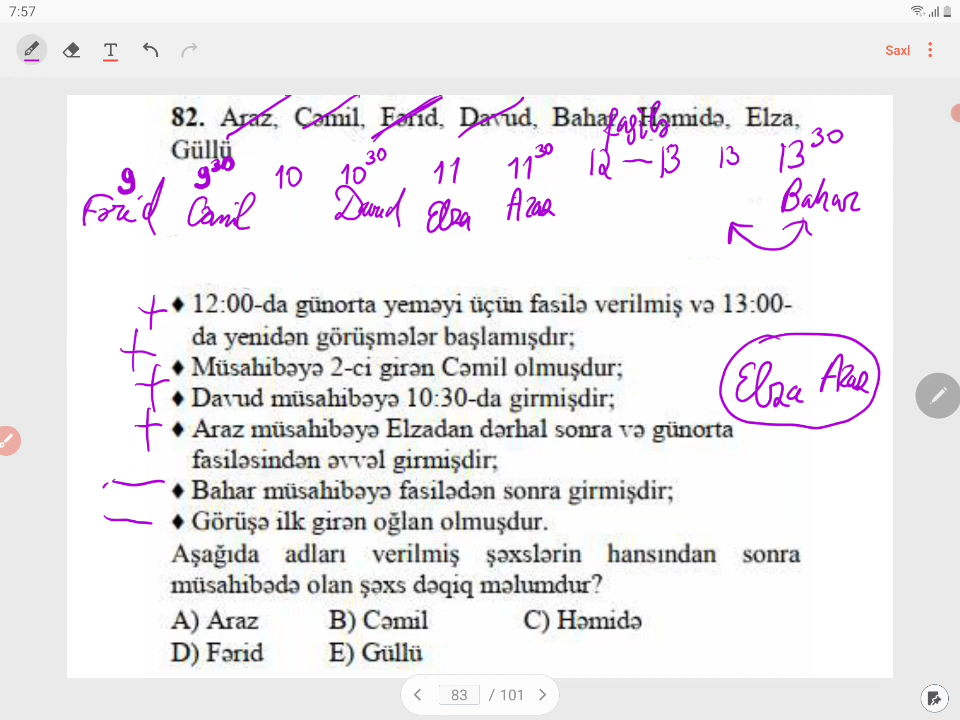 7:57
T
Saxl
82. Araz, Cəmil, Fərid, Davud, Bahar, Həmidə, Elza,
Güllü
fasilə
9 9³⁰ 10 10³⁰ 11 11³⁰ 12 — 13 13 13³⁰
Fərid Cəmil Davud Elza Araz Bahar
♦ 12:00-da günorta yeməyi üçün fasilə verilmiş və 13:00-
da yenidən görüşmələr başlamışdır;
♦ Müsahibəyə 2-ci girən Cəmil olmuşdur;
♦ Davud müsahibəyə 10:30-da girmişdir;
♦ Araz müsahibəyə Elzadan dərhal sonra və günorta
fasiləsindən əvvəl girmişdir;
♦ Bahar müsahibəyə fasilədən sonra girmişdir;
♦ Görüşə ilk girən oğlan olmuşdur.
Elza Araz
Aşağıda adları verilmiş şəxslərin hansından sonra
müsahibədə olan şəxs dəqiq məlumdur?
A) Araz B) Cəmil C) Həmidə
D) Fərid E) Güllü
83 / 101